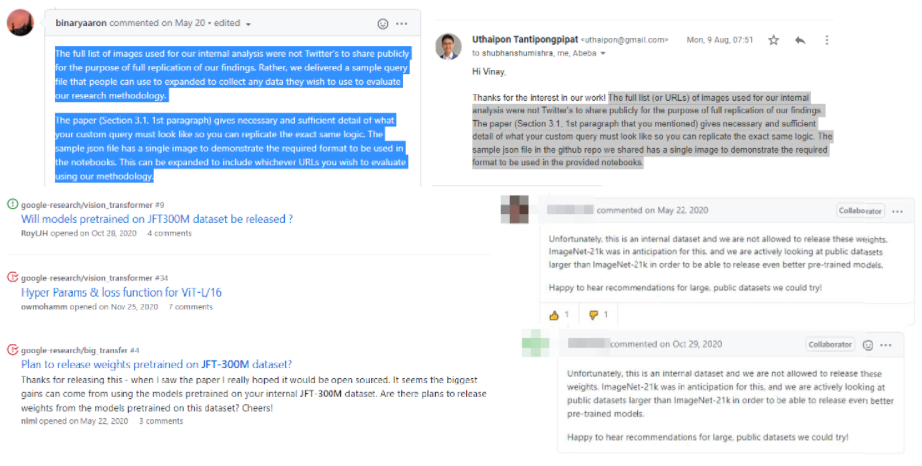 binaryaaron commented on May 20 • edited
The full list of images used for our internal analysis were not Twitter's to share publicly
for the purpose of full replication of our findings. Rather, we delivered a sample query
file that people can use to expanded to collect any data they wish to use to evaluate
our research methodology.
The paper (Section 3.1, 1st paragraph) gives necessary and sufficient detail of what
your custom query must look like so you can replicate the exact same logic. The
sample json file has a single image to demonstrate the required format to be used in
the notebooks. This can be expanded to include whichever URLs you wish to evaluate
using our methodology.
Uthaipon Tantipongpipat <uthaipon@gmail.com> Mon, 9 Aug, 07:51
to shubhanshumishra, me, Abeba
Hi Vinay,
Thanks for the interest in our work! The full list (or URLs) of images used for our internal
analysis were not Twitter's to share publicly for the purpose of full replication of our findings.
The paper (Section 3.1, 1st paragraph that you mentioned) gives necessary and sufficient
detail of what your custom query must look like so you can replicate the exact same logic. The
sample json file in the github repo we shared has a single image to demonstrate the required
format to be used in the provided notebooks.
google-research/vision_transformer #9
Will models pretrained on JFT300M dataset be released ?
RoyLJH opened on Oct 28, 2020 4 comments
google-research/vision_transformer #34
Hyper Params & loss function for ViT-L/16
owmohamm opened on Nov 25, 2020 7 comments
google-research/big_transfer #4
Plan to release weights pretrained on JFT-300M dataset?
Thanks for releasing this - when I saw the paper I really hoped it would be open sourced. It seems the biggest
gains can come from using the models pretrained on your internal JFT-300M dataset. Are there plans to release
weights from the models pretrained on this dataset? Cheers!
opened on May 22, 2020 3 comments
commented on May 22, 2020 Collaborator
Unfortunately, this is an internal dataset and we are not allowed to release these weights.
ImageNet-21k was in anticipation for this, and we are actively looking at public datasets
larger than ImageNet-21k in order to be able to release even better pre-trained models.
Happy to hear recommendations for large, public datasets we could try!
1 1
commented on Oct 29, 2020 Collaborator
Unfortunately, this is an internal dataset and we are not allowed to release these
weights. ImageNet-21k was in anticipation for this, and we are actively looking at
public datasets larger than ImageNet-21k in order to be able to release even better
pre-trained models.
Happy to hear recommendations for large, public datasets we could try!